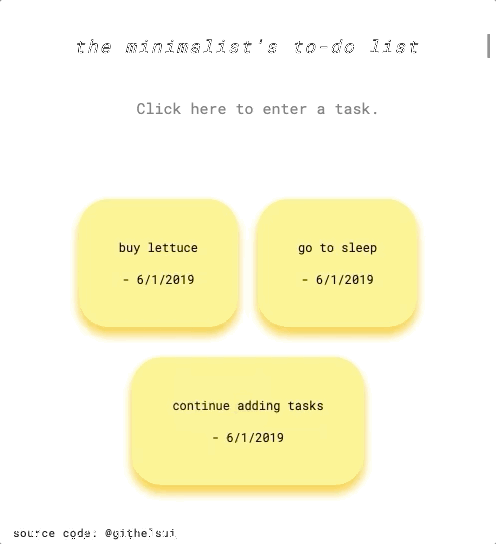 the minimalist's to-do list
Click here to enter a task.
buy lettuce
- 6/1/2019
go to sleep
- 6/1/2019
continue adding tasks
- 6/1/2019
source code: